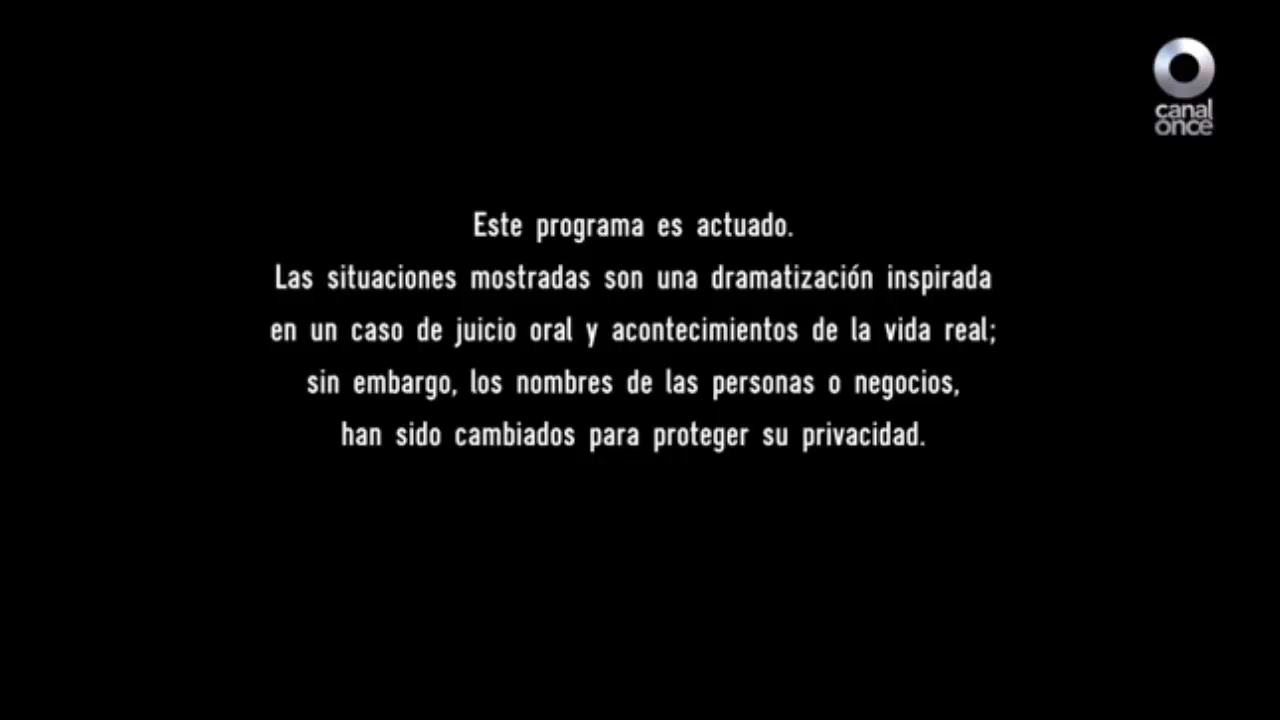 canal
once
Este programa es actuado.
Las situaciones mostradas son una dramatización inspirada
en un caso de juicio oral y acontecimientos de la vida real;
sin embargo, los nombres de las personas o negocios,
han sido cambiados para proteger su privacidad.